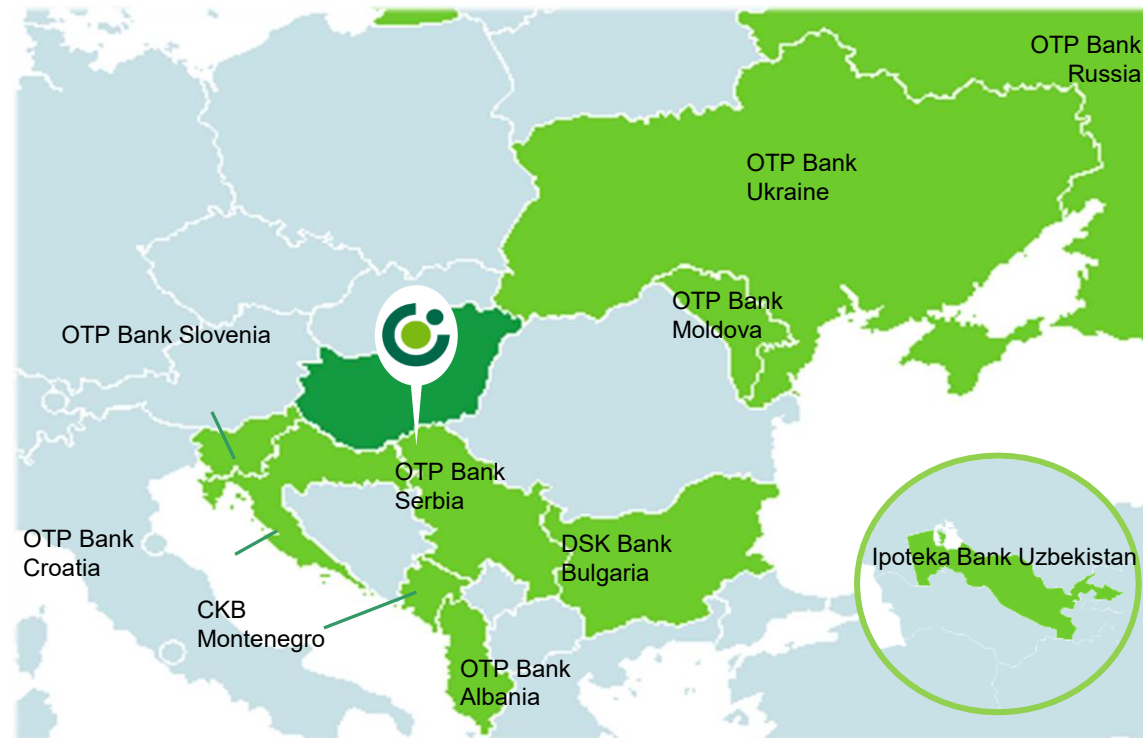 OTP Bank
Russia
OTP Bank
Ukraine
OTP Bank
Moldova
OTP Bank Slovenia
OTP Bank
Serbia
OTP Bank
Croatia
DSK Bank
Bulgaria
Ipoteka Bank Uzbekistan
CKB
Montenegro
OTP Bank
Albania